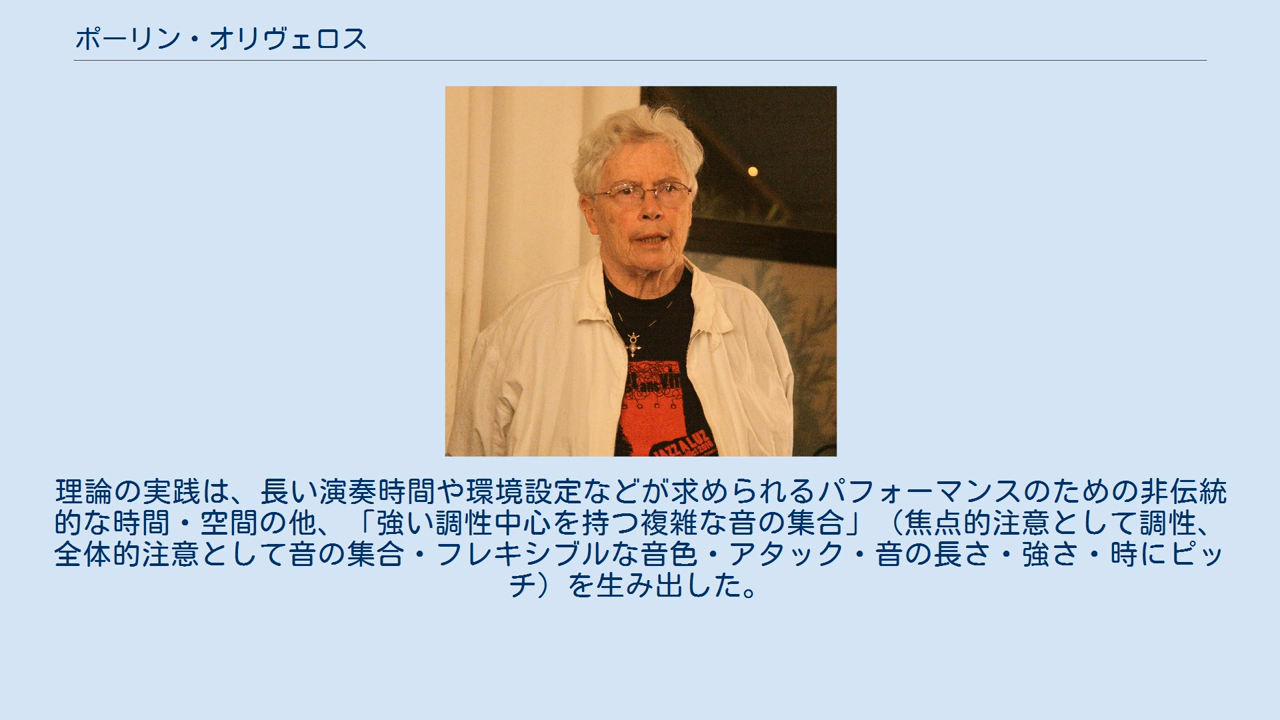 ポーリン・オリヴェロス
JAZZ A LUZ
理論の実践は、長い演奏時間や環境設定などが求められるパフォーマンスのための非伝統
的な時間・空間の他、「強い調性中心を持つ複雑な音の集合」（焦点的注意として調性、
全体的注意として音の集合・フレキシブルな音色・アタック・音の長さ・強さ・時にピッ
チ）を生み出した。